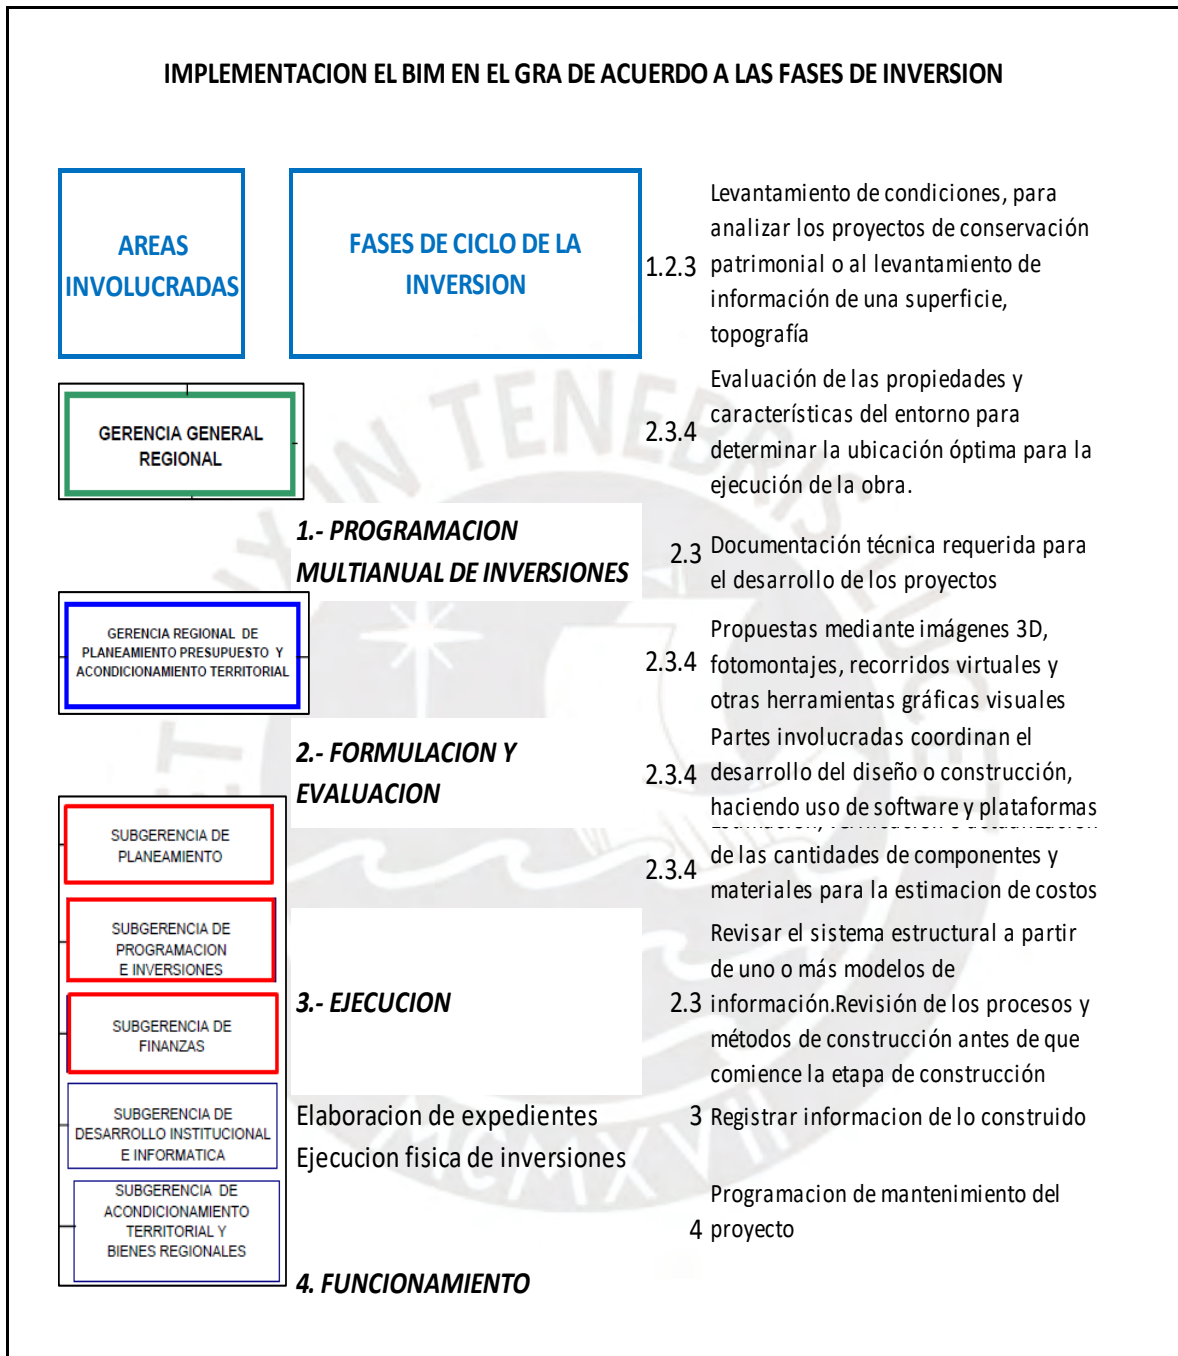 IMPLEMENTACION EL BIM EN EL GRA DE ACUERDO A LAS FASES DE INVERSION
AREAS
INVOLUCRADAS
FASES DE CICLO DE LA
INVERSION
GERENCIA GENERAL
REGIONAL
GERENCIA REGIONAL DE
PLANEAMIENTO PRESUPUESTO Y
ACONDICIONAMIENTO TERRITORIAL
SUBGERENCIA DE
PLANEAMIENTO
SUBGERENCIA DE
PROGRAMACION
E INVERSIONES
SUBGERENCIA DE
FINANZAS
SUBGERENCIA DE
DESARROLLO INSTITUCIONAL
E INFORMATICA
SUBGERENCIA DE
ACONDICIONAMIENTO
TERRITORIAL Y
BIENES REGIONALES
1.- PROGRAMACION
MULTIANUAL DE INVERSIONES
2.- FORMULACION Y
EVALUACION
3.- EJECUCION
Elaboracion de expedientes
Ejecucion fisica de inversiones
4. FUNCIONAMIENTO
Levantamiento de condiciones, para
analizar los proyectos de conservación
1.2.3 patrimonial o al levantamiento de
información de una superficie,
topografía
Evaluación de las propiedades y
características del entorno para
2.3.4 determinar la ubicación óptima para la
ejecución de la obra.
2.3 Documentación técnica requerida para
el desarrollo de los proyectos
Propuestas mediante imágenes 3D,
2.3.4 fotomontajes, recorridos virtuales y
otras herramientas gráficas visuales
Partes involucradas coordinan el
2.3.4 desarrollo del diseño o construcción,
haciendo uso de software y plataformas
de las cantidades de componentes y
2.3.4 materiales para la estimacion de costos
Revisar el sistema estructural a partir
de uno o más modelos de
2.3 información.Revisión de los procesos y
métodos de construcción antes de que
comience la etapa de construcción
3 Registrar informacion de lo construido
Programacion de mantenimiento del
4 proyecto
ET LUX IN TENEBRIS LUCET
MCMXVII